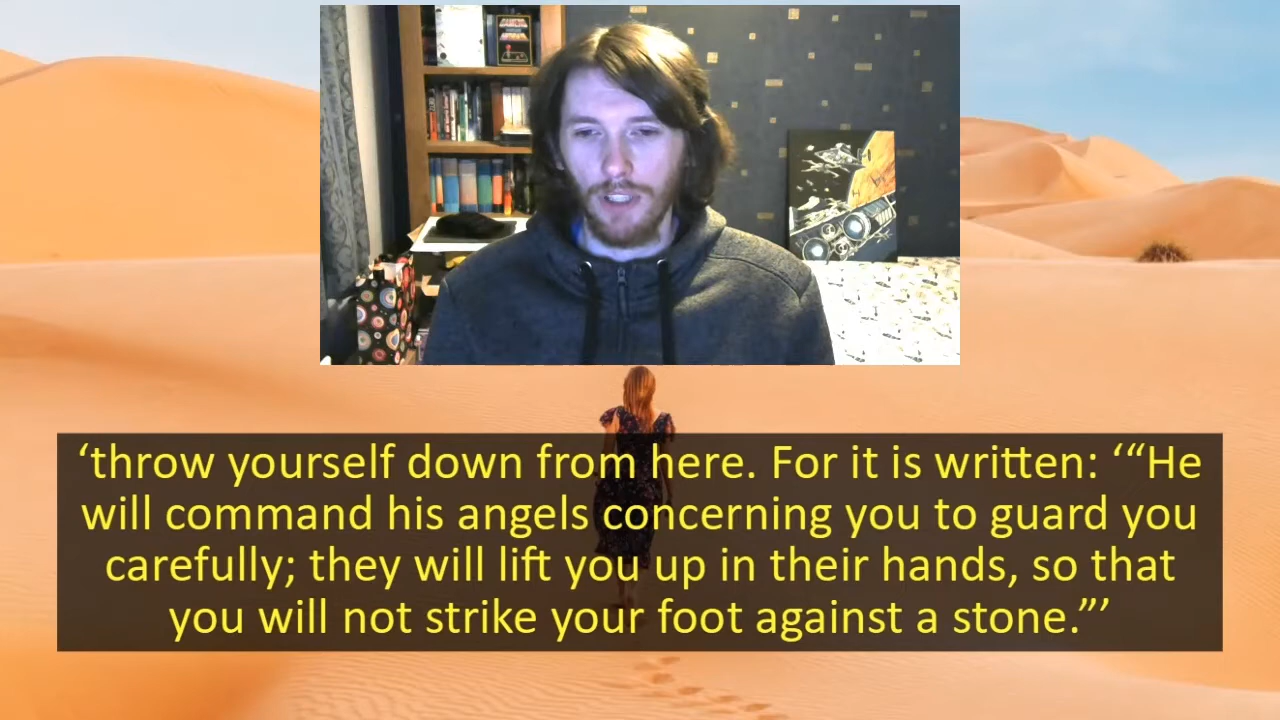 ‘throw yourself down from here. For it is written: ‘“He
will command his angels concerning you to guard you
carefully; they will lift you up in their hands, so that
you will not strike your foot against a stone.”’